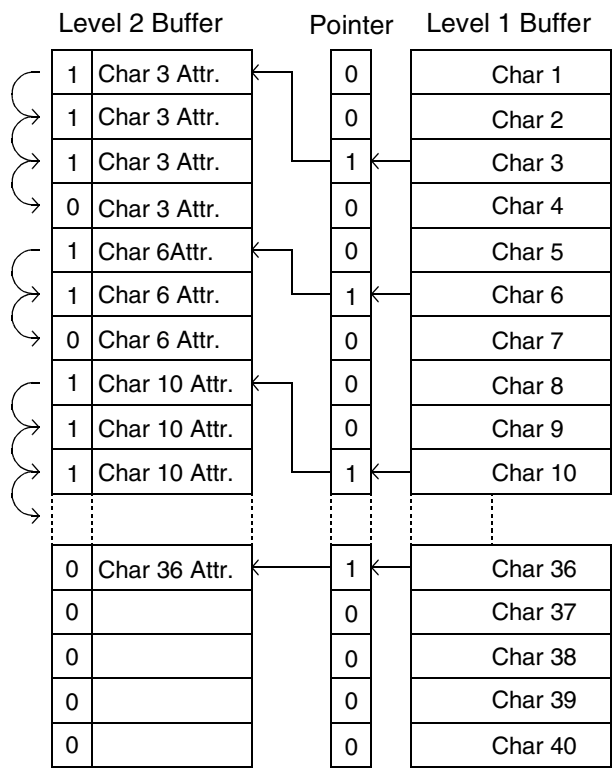 Level 2 Buffer Pointer Level 1 Buffer
1 Char 3 Attr. 0 Char 1
1 Char 3 Attr. 0 Char 2
1 Char 3 Attr. 1 Char 3
0 Char 3 Attr. 0 Char 4
1 Char 6Attr. 0 Char 5
1 Char 6 Attr. 1 Char 6
0 Char 6 Attr. 0 Char 7
1 Char 10 Attr. 0 Char 8
1 Char 10 Attr. 0 Char 9
1 Char 10 Attr. 1 Char 10
0 Char 36 Attr. 1 Char 36
0 0 Char 37
0 0 Char 38
0 0 Char 39
0 0 Char 40